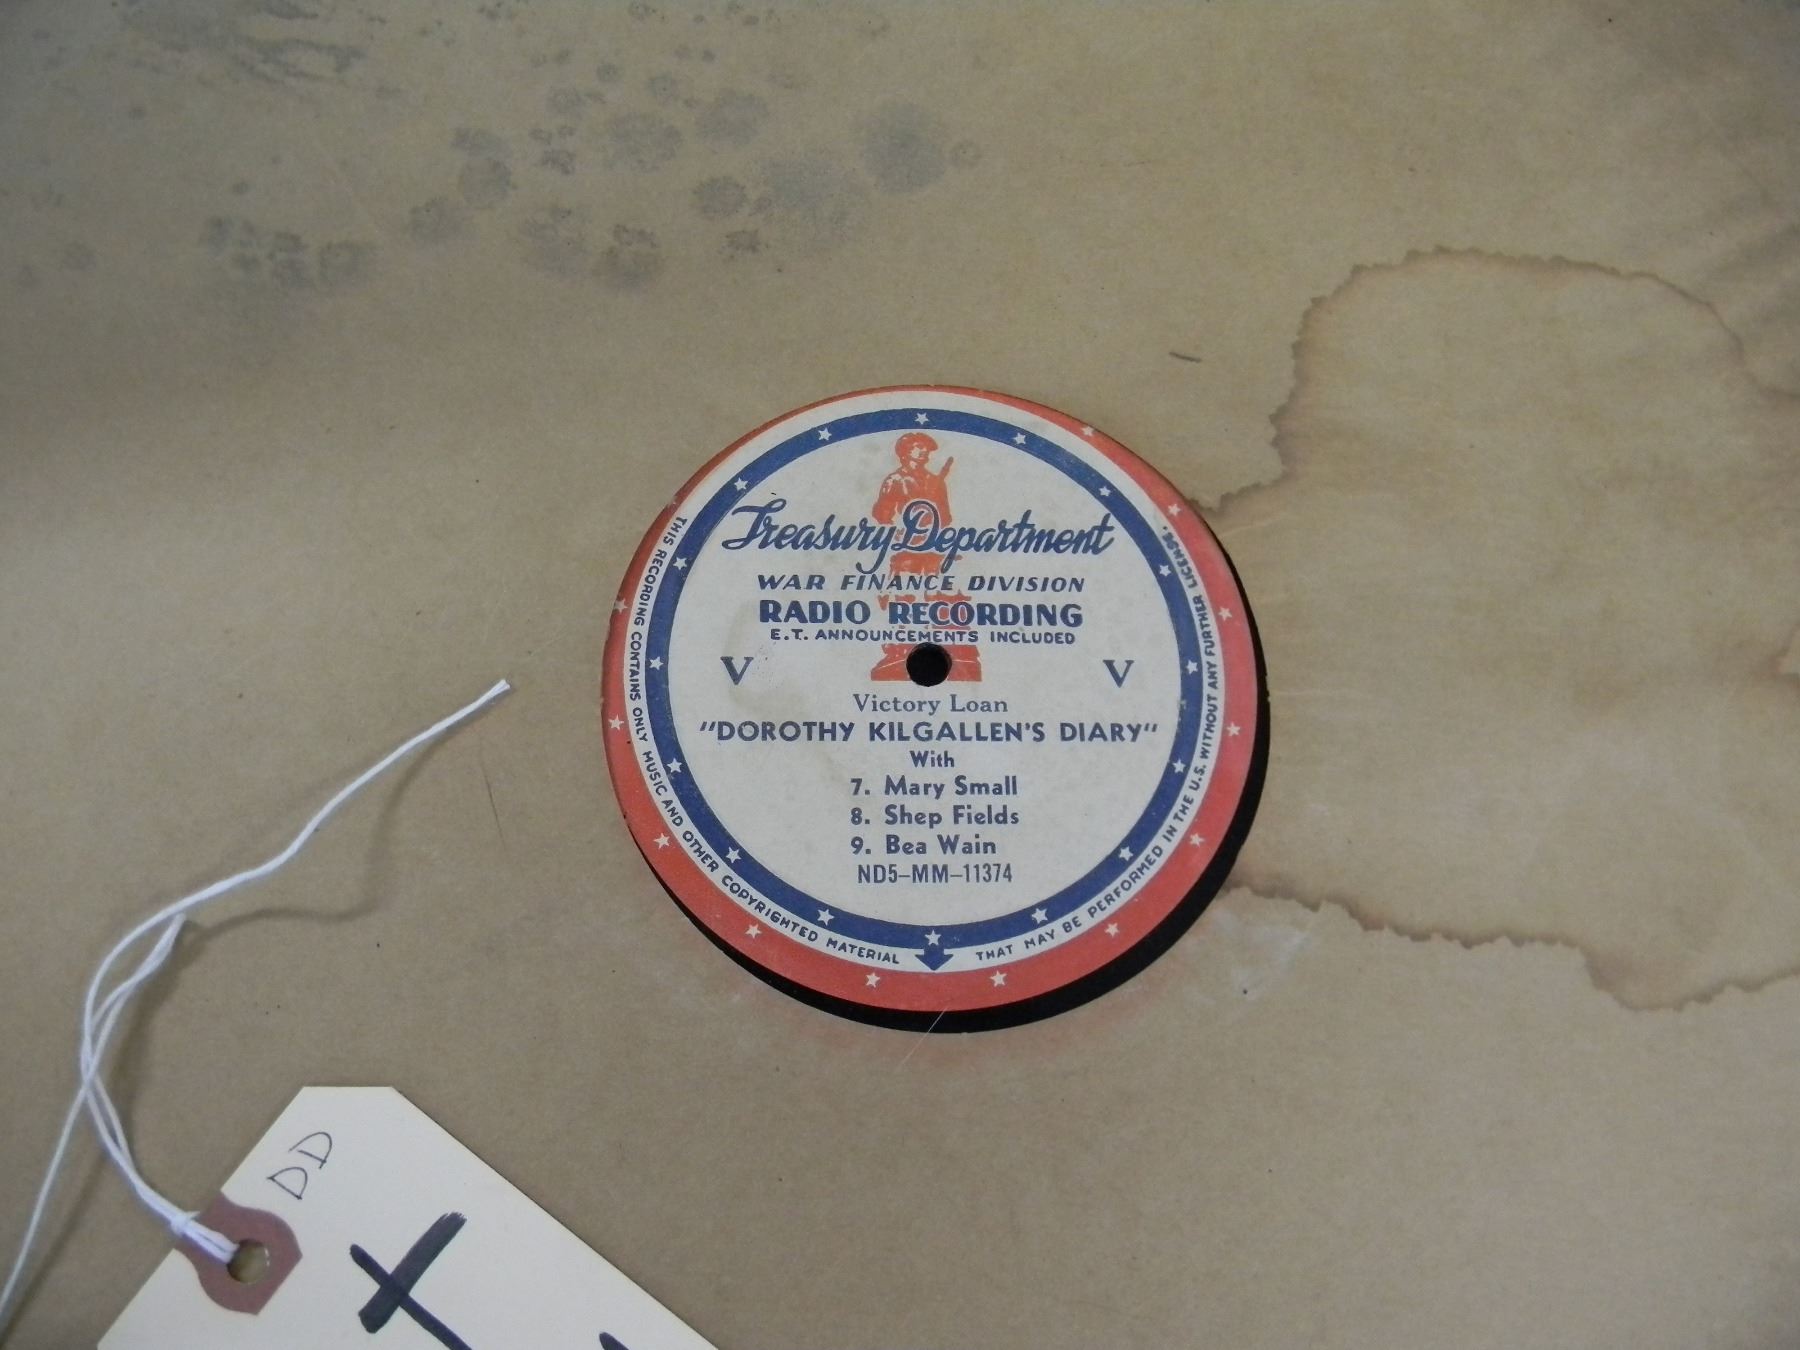 Treasury Department
WAR FINANCE DIVISION
RADIO RECORDING
E.T. ANNOUNCEMENTS INCLUDED
V V
Victory Loan
"DOROTHY KILGALLEN'S DIARY"
With
7. Mary Small
8. Shep Fields
9. Bea Wain
ND5-MM-11374
THIS RECORDING CONTAINS ONLY MUSIC AND OTHER COPYRIGHTED MATERIAL THAT MAY BE PERFORMED IN THE U.S. WITHOUT ANY FURTHER LICENSE.
DD